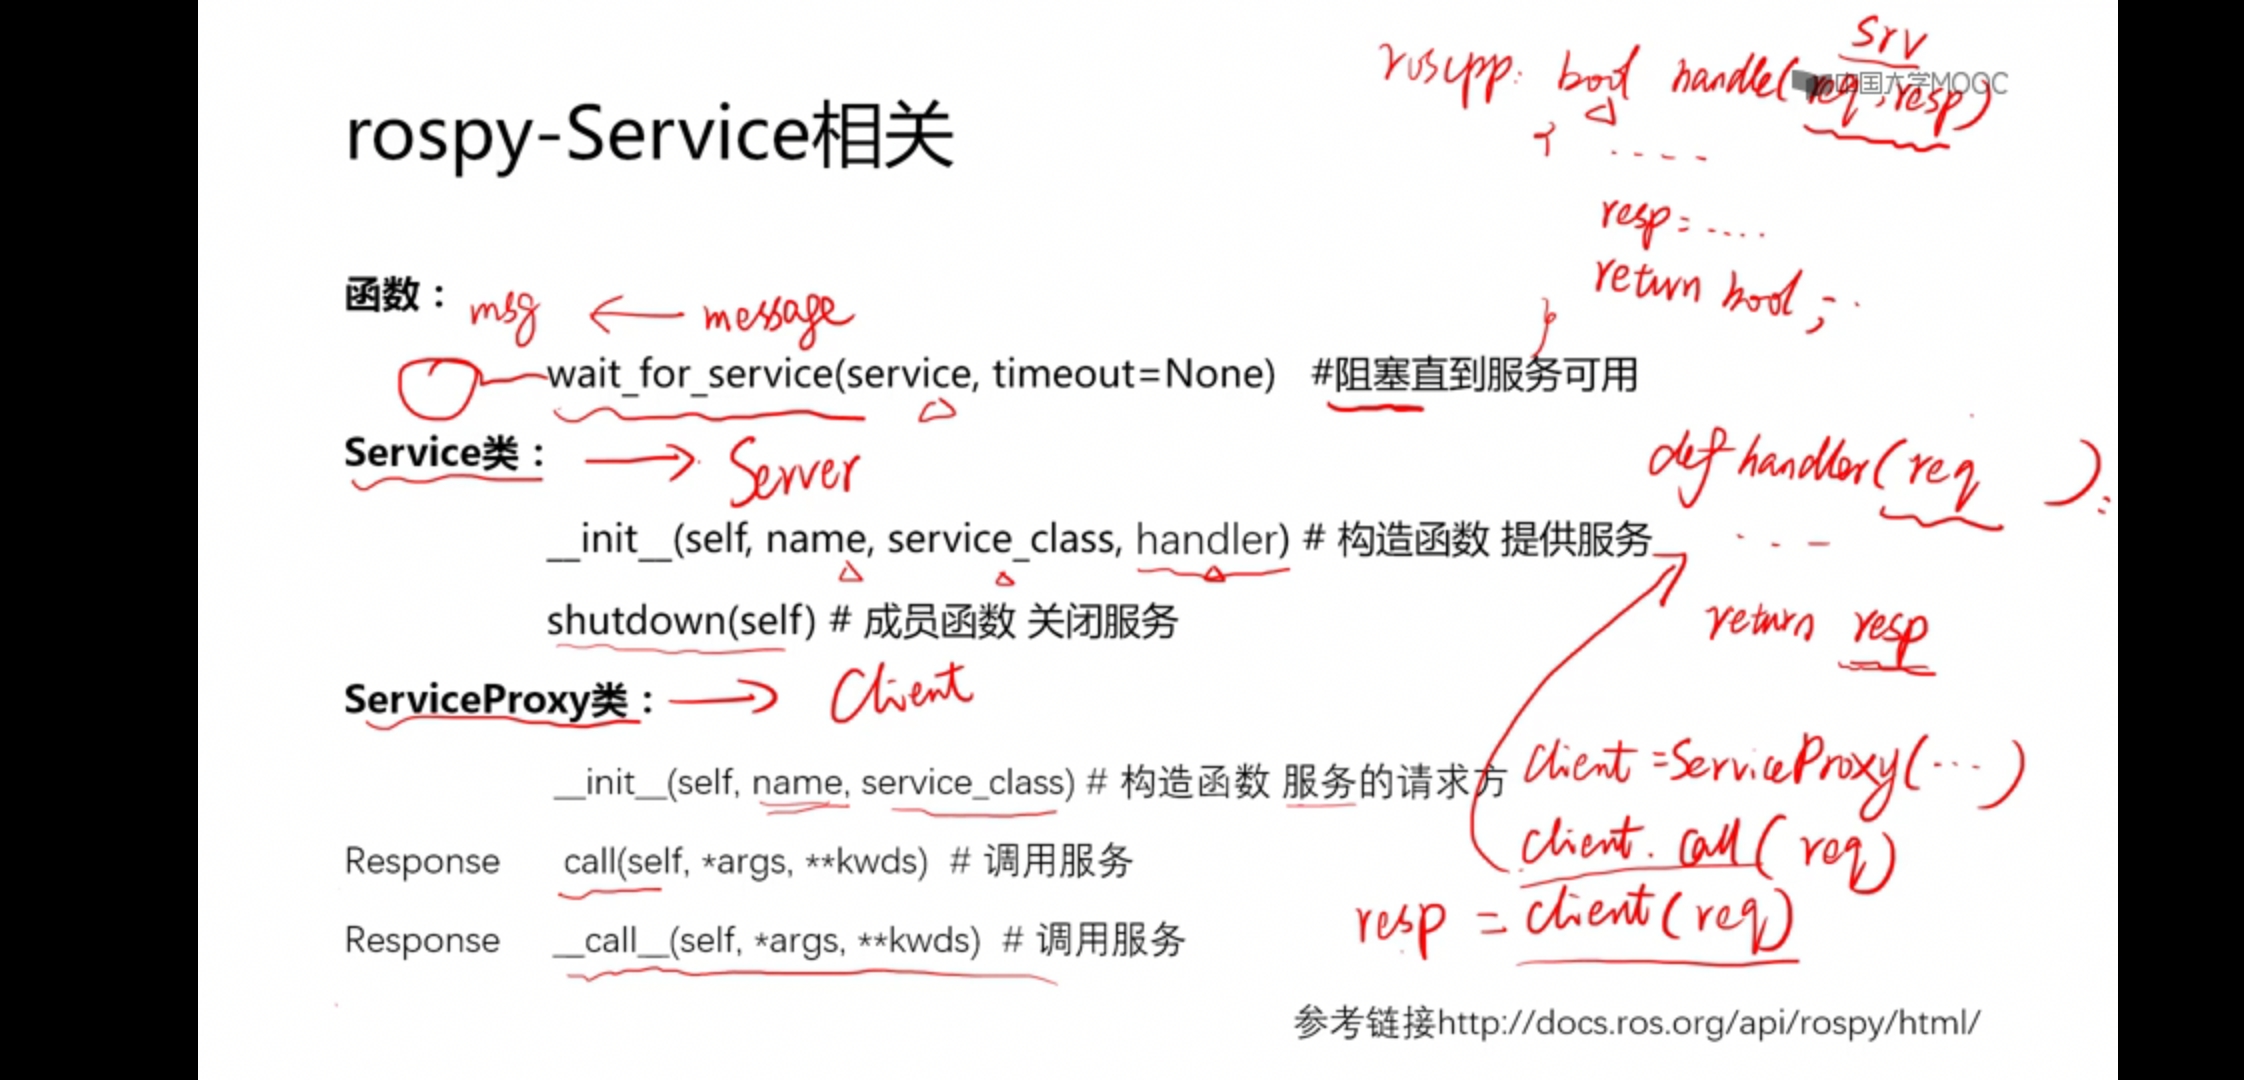 srv
roscpp: bool handle(req, resp)
中国大学MOOC
{ ....
rospy-Service相关
resp= ....
return bool ;
}
函数：
msg ← message
wait_for_service(service, timeout=None) #阻塞直到服务可用
Service类： → Server
def handler(req ):
__init__(self, name, service_class, handler) # 构造函数 提供服务
...
shutdown(self) # 成员函数 关闭服务
return resp
ServiceProxy类： → Client
__init__(self, name, service_class) # 构造函数 服务的请求方
client =ServiceProxy(...)
Response call(self, *args, **kwds) # 调用服务
client. call( req)
Response __call__(self, *args, **kwds) # 调用服务
resp = client(req)
参考链接http://docs.ros.org/api/rospy/html/